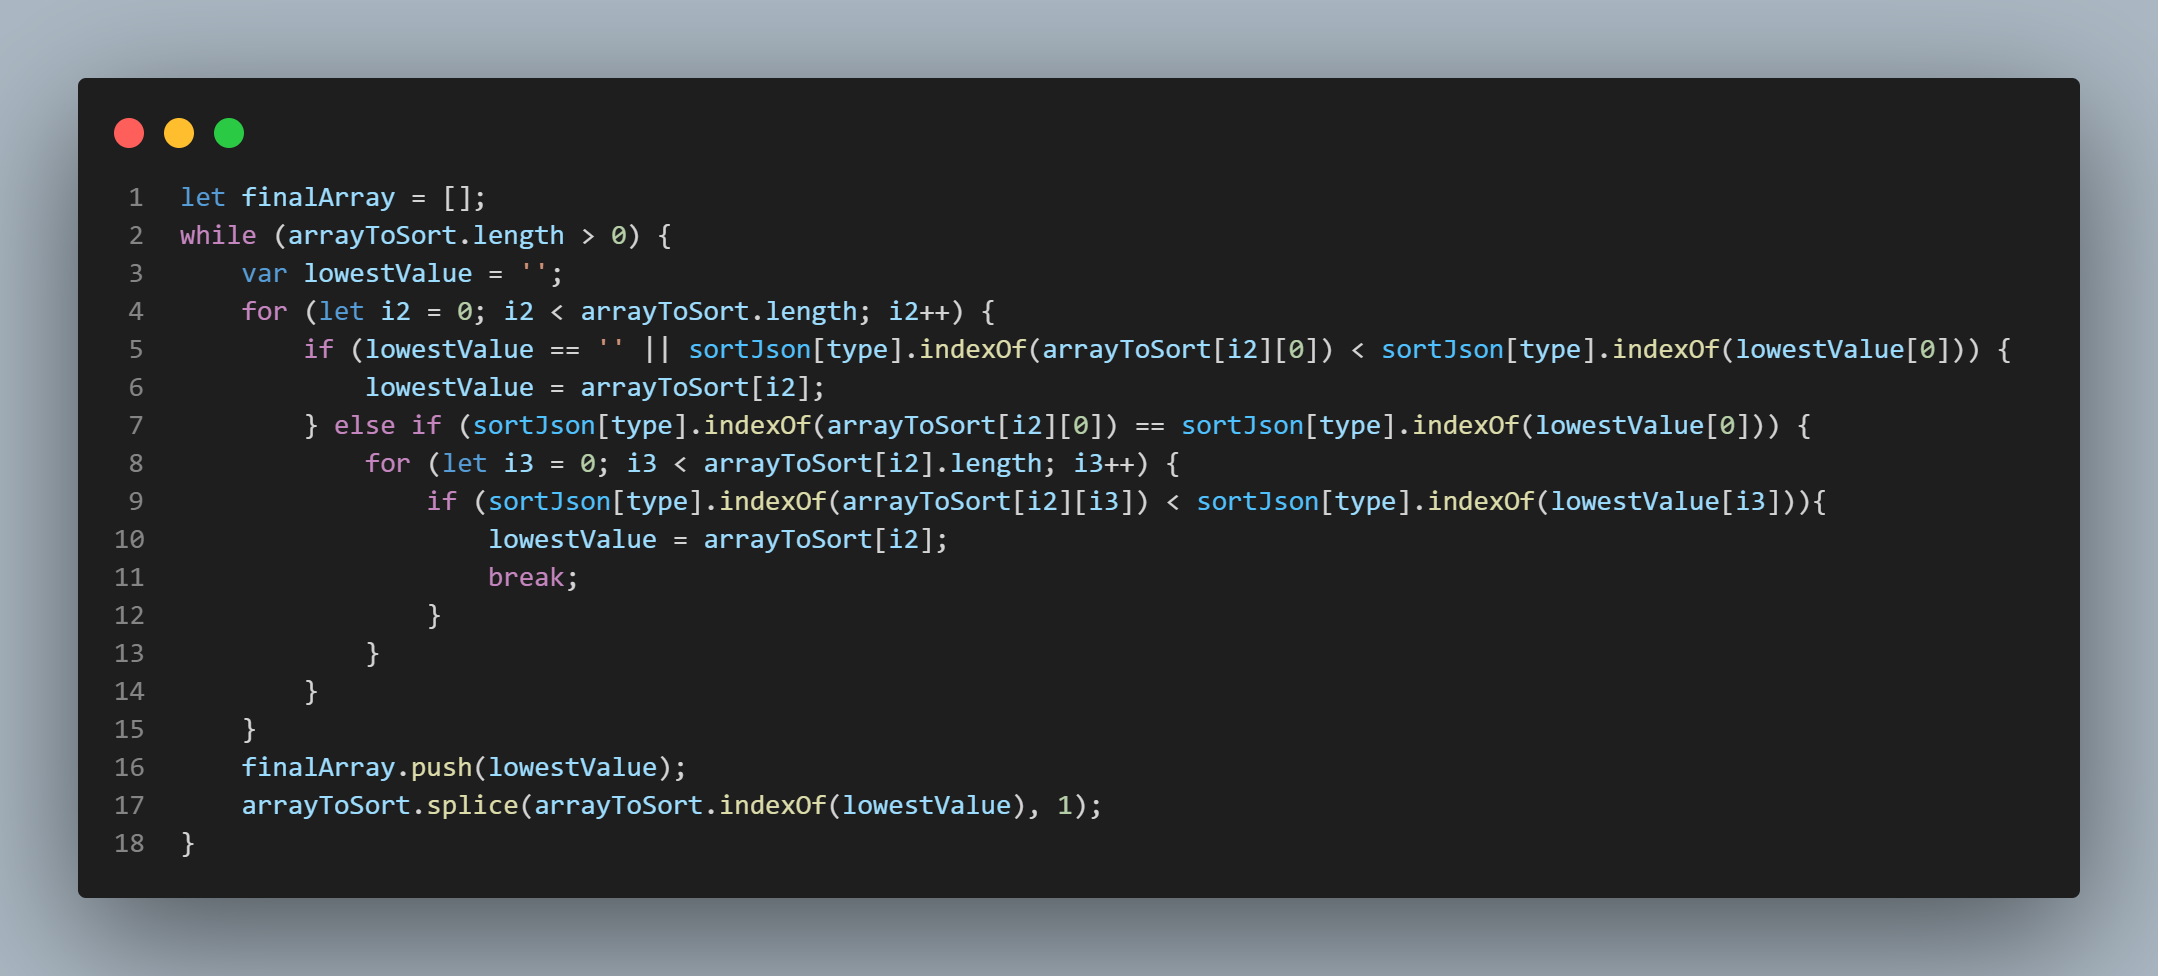 1 let finalArray = [];
2 while (arrayToSort.length > 0) {
3     var lowestValue = '';
4     for (let i2 = 0; i2 < arrayToSort.length; i2++) {
5         if (lowestValue == '' || sortJson[type].indexOf(arrayToSort[i2][0]) < sortJson[type].indexOf(lowestValue[0])) {
6             lowestValue = arrayToSort[i2];
7         } else if (sortJson[type].indexOf(arrayToSort[i2][0]) == sortJson[type].indexOf(lowestValue[0])) {
8             for (let i3 = 0; i3 < arrayToSort[i2].length; i3++) {
9                 if (sortJson[type].indexOf(arrayToSort[i2][i3]) < sortJson[type].indexOf(lowestValue[i3])){
10                     lowestValue = arrayToSort[i2];
11                     break;
12                 }
13             }
14         }
15     }
16     finalArray.push(lowestValue);
17     arrayToSort.splice(arrayToSort.indexOf(lowestValue), 1);
18 }